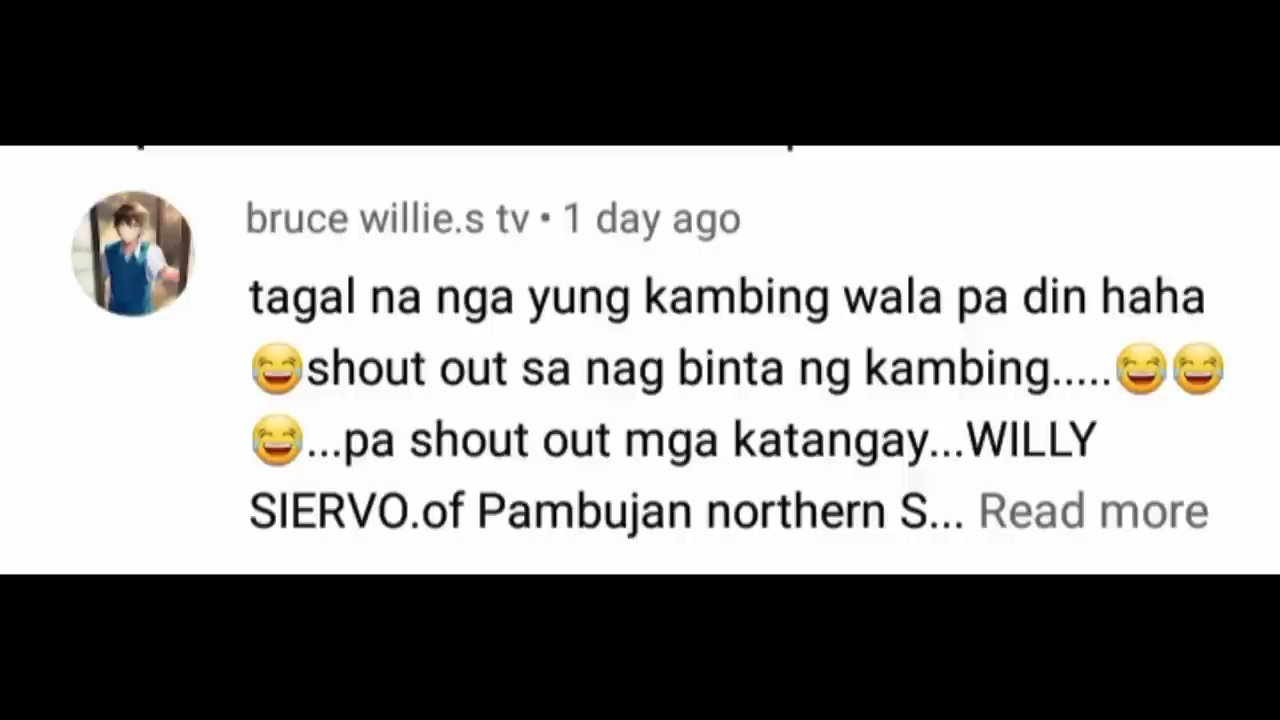 bruce willie.s tv • 1 day ago
tagal na nga yung kambing wala pa din haha
😂shout out sa nag binta ng kambing.....😂😂
😂...pa shout out mga katangay...WILLY
SIERVO.of Pambujan northern S... Read more